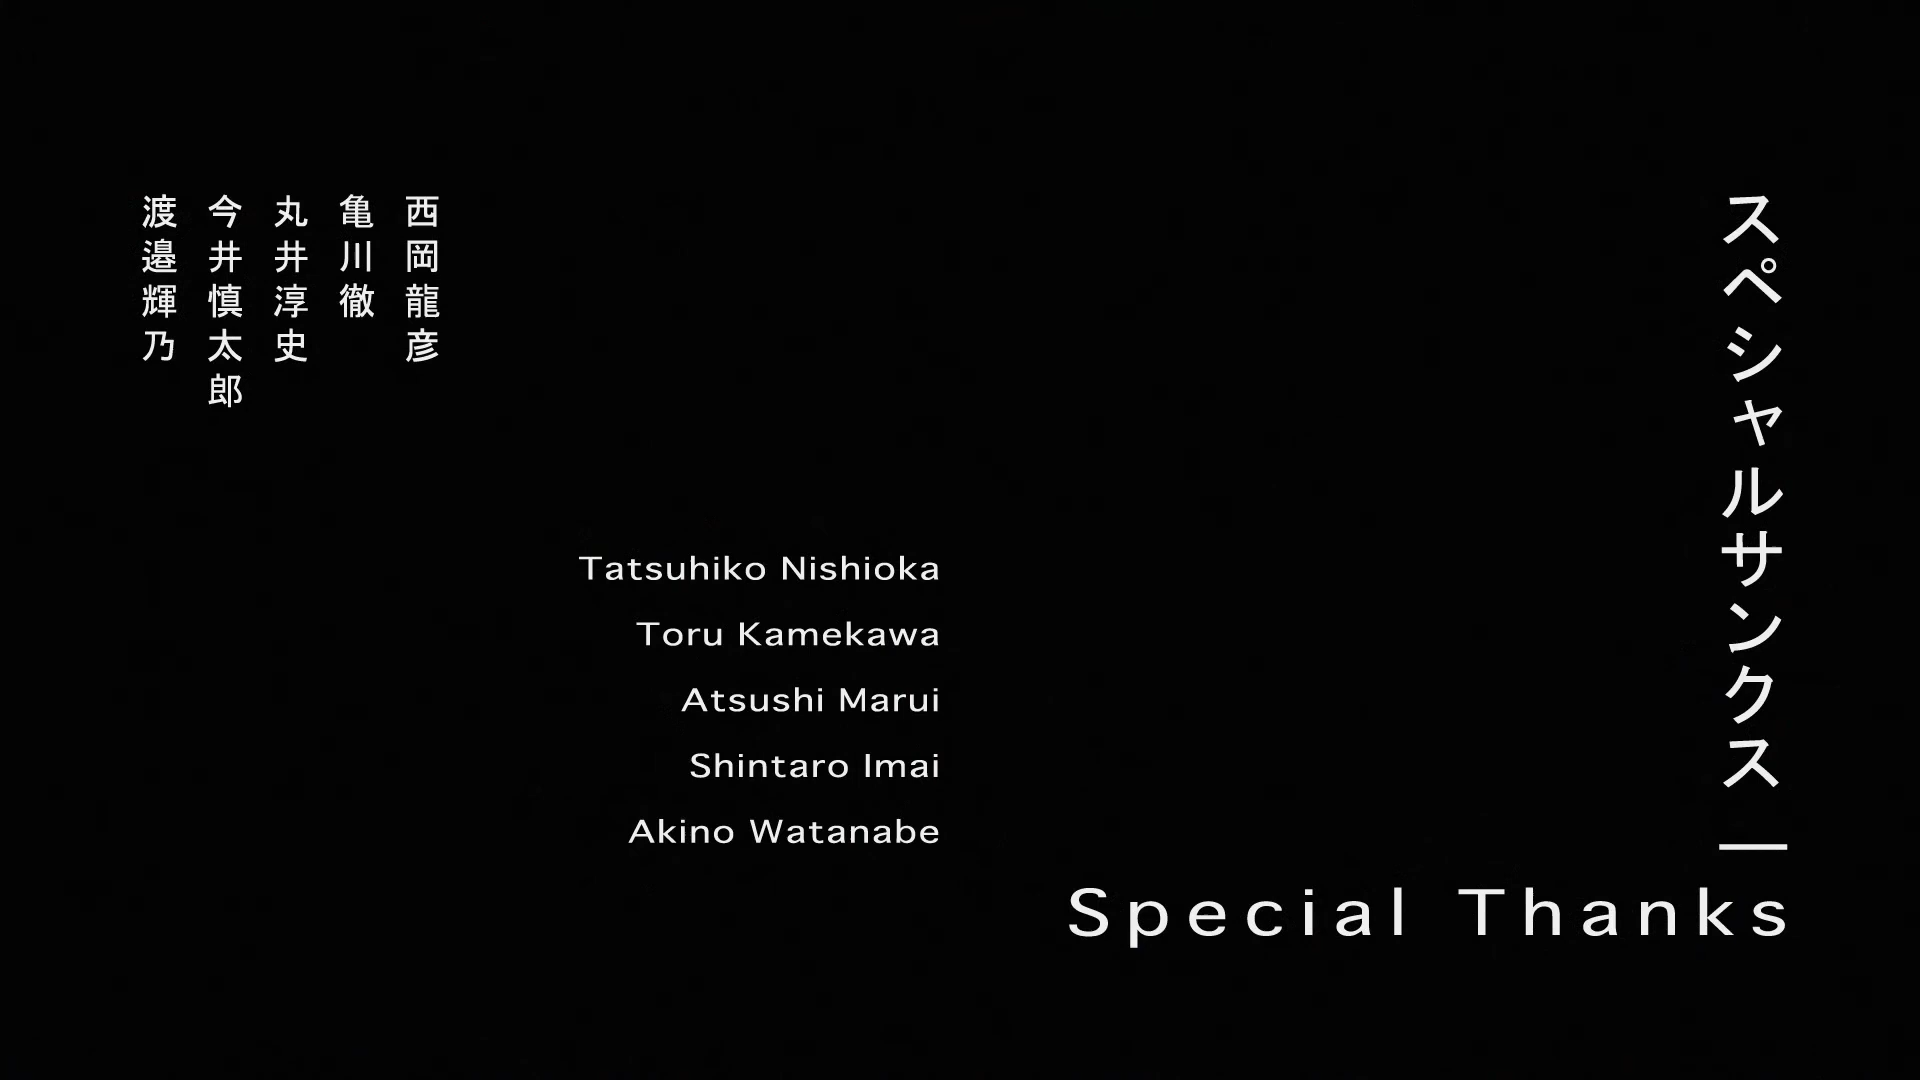 スペシャルサンクス
Special Thanks
西岡龍彦
亀川徹
丸井淳史
今井慎太郎
渡邉輝乃
Tatsuhiko Nishioka
Toru Kamekawa
Atsushi Marui
Shintaro Imai
Akino Watanabe